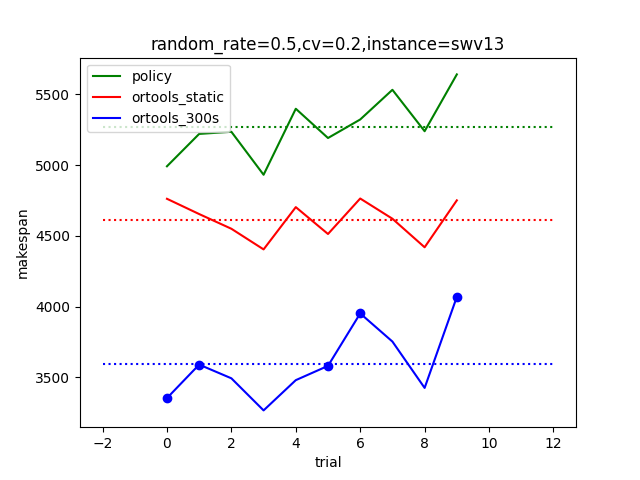 random_rate=0.5,cv=0.2,instance=swv13
policy
ortools_static
ortools_300s
makespan
5500
5000
4500
4000
3500
−2
0
2
4
6
8
10
12
trial